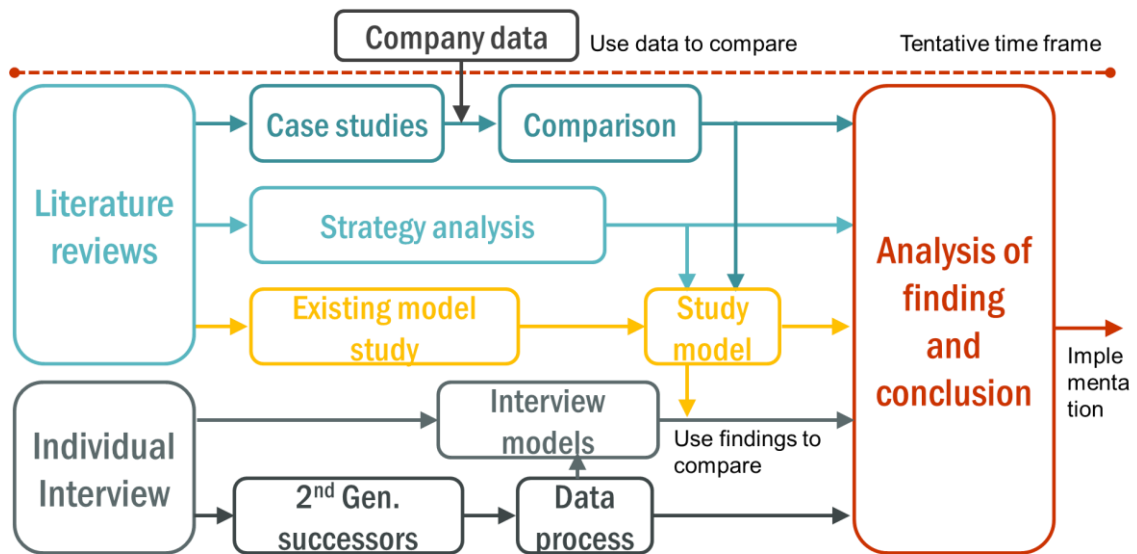 Company data
Use data to compare
Tentative time frame
Case studies
Comparison
Literature
reviews
Strategy analysis
Existing model
study
Study
model
Analysis of
finding
and
conclusion
Imple
menta
tion
Individual
Interview
Interview
models
Use findings to
compare
2nd Gen.
successors
Data
process